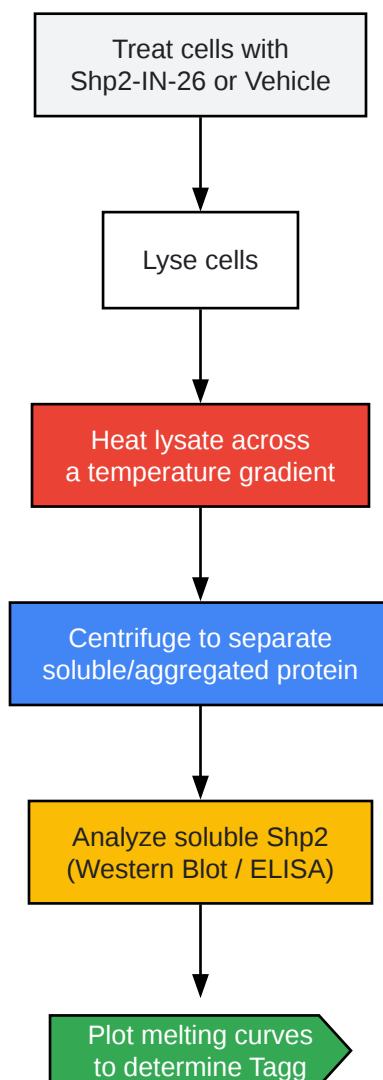 Treat cells with
Shp2-IN-26 or Vehicle
Lyse cells
Heat lysate across
a temperature gradient
Centrifuge to separate
soluble/aggregated protein
Analyze soluble Shp2
(Western Blot / ELISA)
Plot melting curves
to determine Tagg